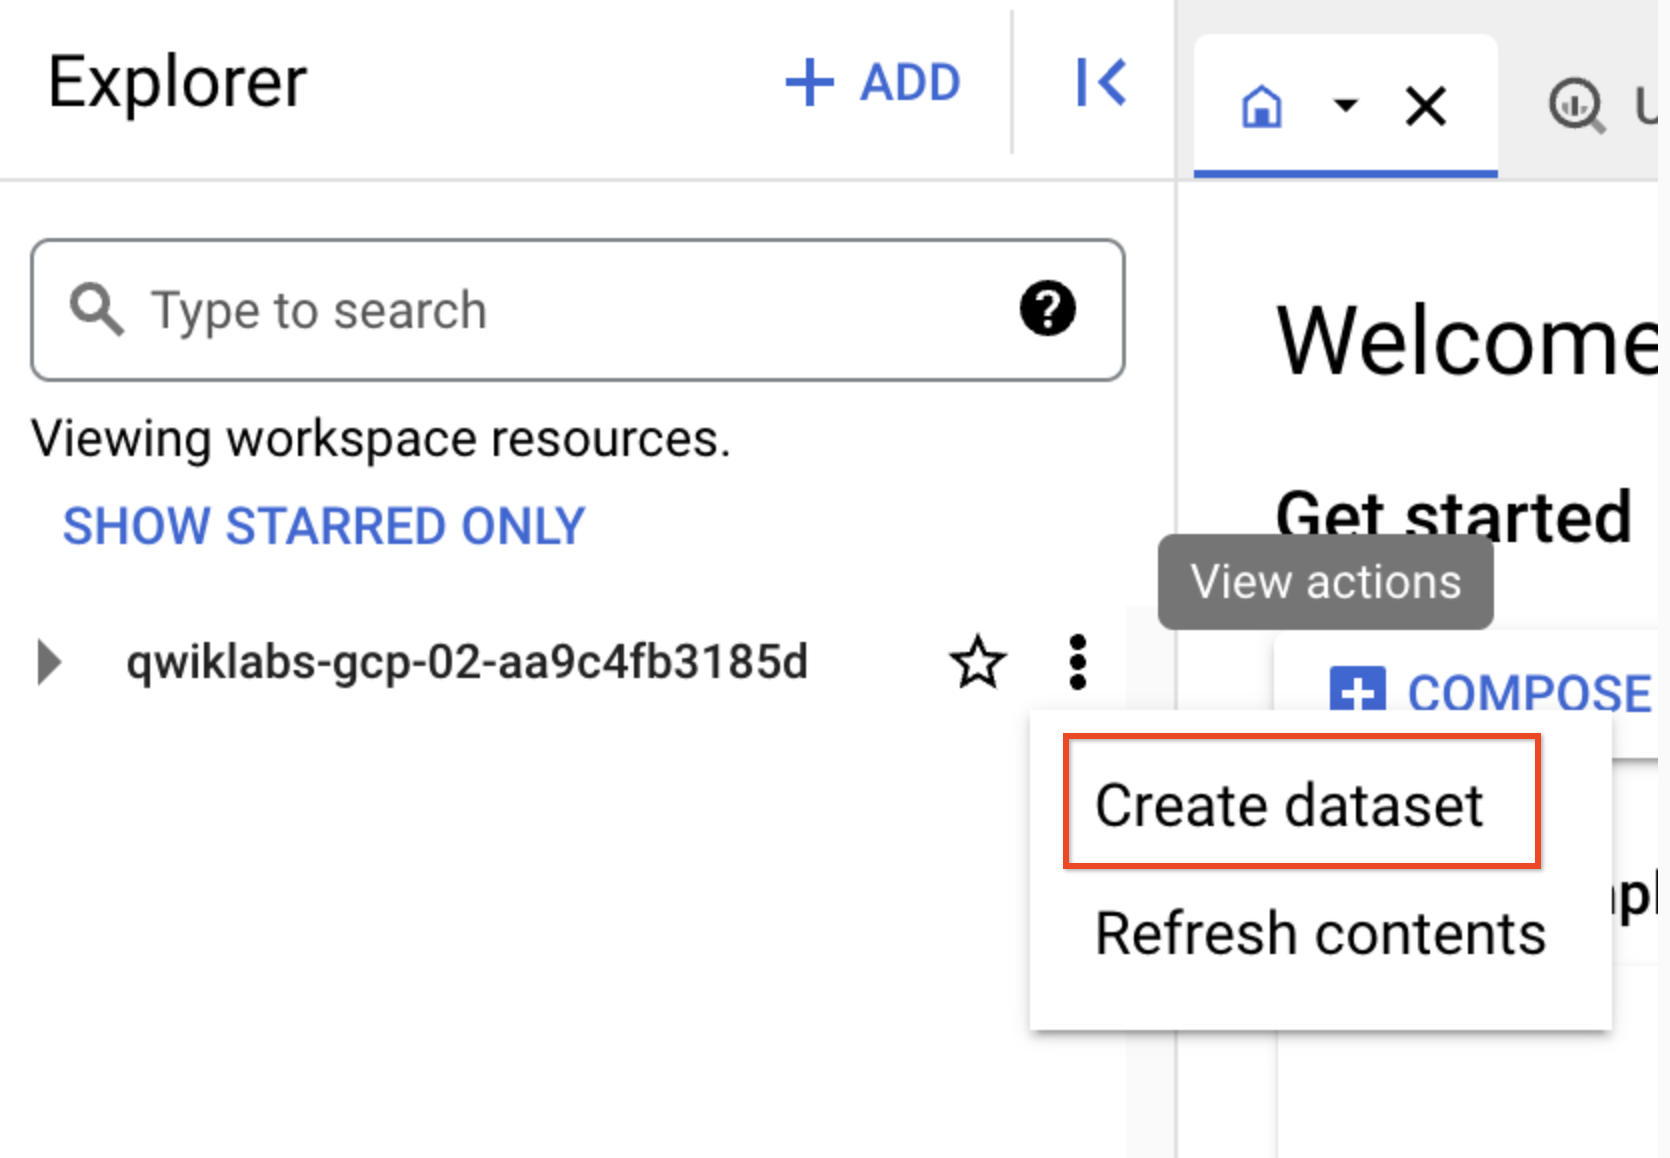 Explorer
ADD
Type to search
Viewing workspace resources.
SHOW STARRED ONLY
qwiklabs-gcp-02-aa9c4fb3185d
Welcome
Get started
View actions
COMPOSE
Create dataset
Refresh contents